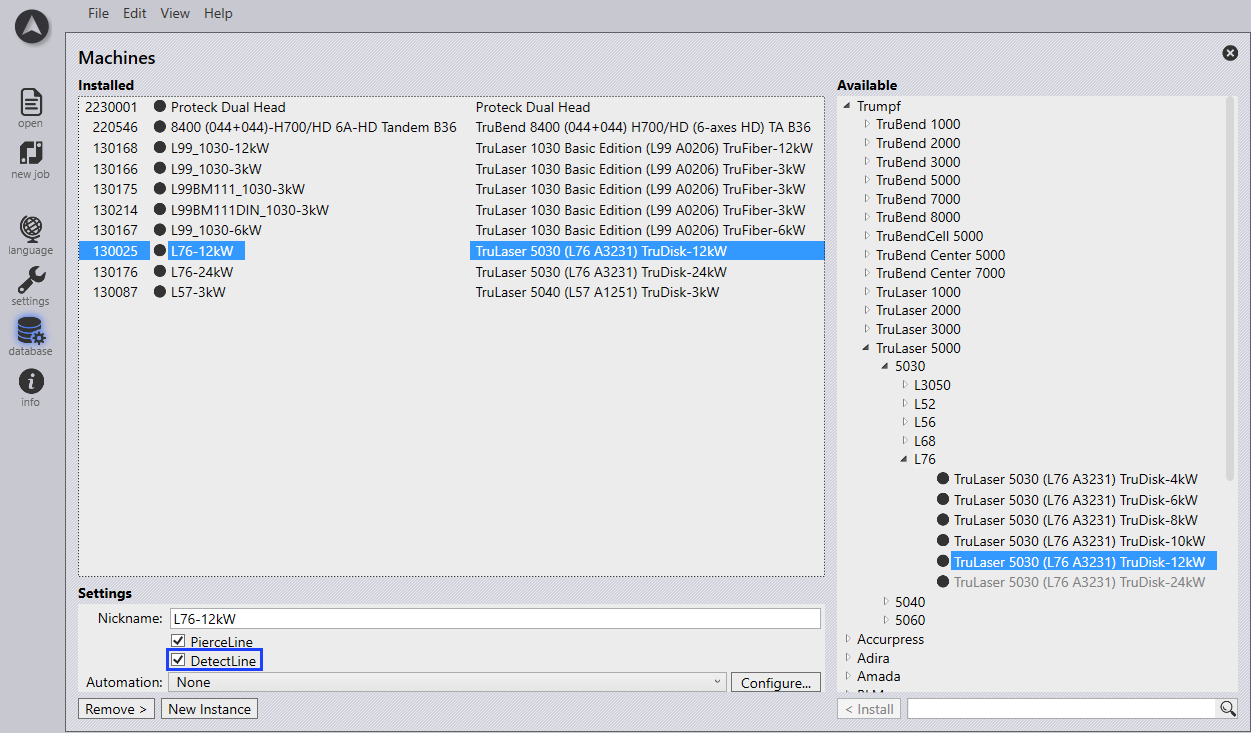 File Edit View Help
Machines
Installed
2230001 Proteck Dual Head Proteck Dual Head
220546 8400 (044+044)-H700/HD 6A-HD Tandem B36 TruBend 8400 (044+044) H700/HD (6-axes HD) TA B36
130168 L99_1030-12kW TruLaser 1030 Basic Edition (L99 A0206) TruFiber-12kW
130166 L99_1030-3kW TruLaser 1030 Basic Edition (L99 A0206) TruFiber-3kW
130175 L99BM111_1030-3kW TruLaser 1030 Basic Edition (L99 A0206) TruFiber-3kW
130214 L99BM111DIN_1030-3kW TruLaser 1030 Basic Edition (L99 A0206) TruFiber-3kW
130167 L99_1030-6kW TruLaser 1030 Basic Edition (L99 A0206) TruFiber-6kW
130025 L76-12kW TruLaser 5030 (L76 A3231) TruDisk-12kW
130176 L76-24kW TruLaser 5030 (L76 A3231) TruDisk-24kW
130087 L57-3kW TruLaser 5040 (L57 A1251) TruDisk-3kW
Available
Trumpf
TruBend 1000
TruBend 2000
TruBend 3000
TruBend 5000
TruBend 7000
TruBend 8000
TruBendCell 5000
TruBend Center 5000
TruBend Center 7000
TruLaser 1000
TruLaser 2000
TruLaser 3000
TruLaser 5000
5030
L3050
L52
L56
L68
L76
TruLaser 5030 (L76 A3231) TruDisk-4kW
TruLaser 5030 (L76 A3231) TruDisk-6kW
TruLaser 5030 (L76 A3231) TruDisk-8kW
TruLaser 5030 (L76 A3231) TruDisk-10kW
TruLaser 5030 (L76 A3231) TruDisk-12kW
TruLaser 5030 (L76 A3231) TruDisk-24kW
5040
5060
Accurpress
Adira
Amada
< Install
open
new job
language
settings
database
info
Settings
Nickname: L76-12kW
PierceLine
DetectLine
Automation: None Configure...
Remove > New Instance